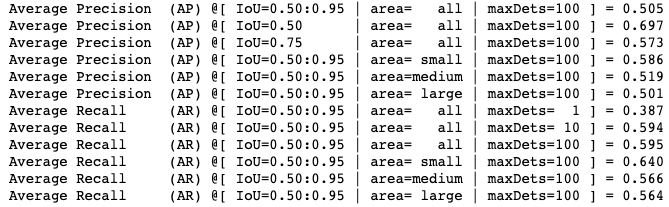 Average Precision  (AP) @[ IoU=0.50:0.95 | area=   all | maxDets=100 ] = 0.505
Average Precision  (AP) @[ IoU=0.50      | area=   all | maxDets=100 ] = 0.697
Average Precision  (AP) @[ IoU=0.75      | area=   all | maxDets=100 ] = 0.573
Average Precision  (AP) @[ IoU=0.50:0.95 | area= small | maxDets=100 ] = 0.586
Average Precision  (AP) @[ IoU=0.50:0.95 | area=medium | maxDets=100 ] = 0.519
Average Precision  (AP) @[ IoU=0.50:0.95 | area= large | maxDets=100 ] = 0.501
Average Recall     (AR) @[ IoU=0.50:0.95 | area=   all | maxDets=  1 ] = 0.387
Average Recall     (AR) @[ IoU=0.50:0.95 | area=   all | maxDets= 10 ] = 0.594
Average Recall     (AR) @[ IoU=0.50:0.95 | area=   all | maxDets=100 ] = 0.595
Average Recall     (AR) @[ IoU=0.50:0.95 | area= small | maxDets=100 ] = 0.640
Average Recall     (AR) @[ IoU=0.50:0.95 | area=medium | maxDets=100 ] = 0.566
Average Recall     (AR) @[ IoU=0.50:0.95 | area= large | maxDets=100 ] = 0.564